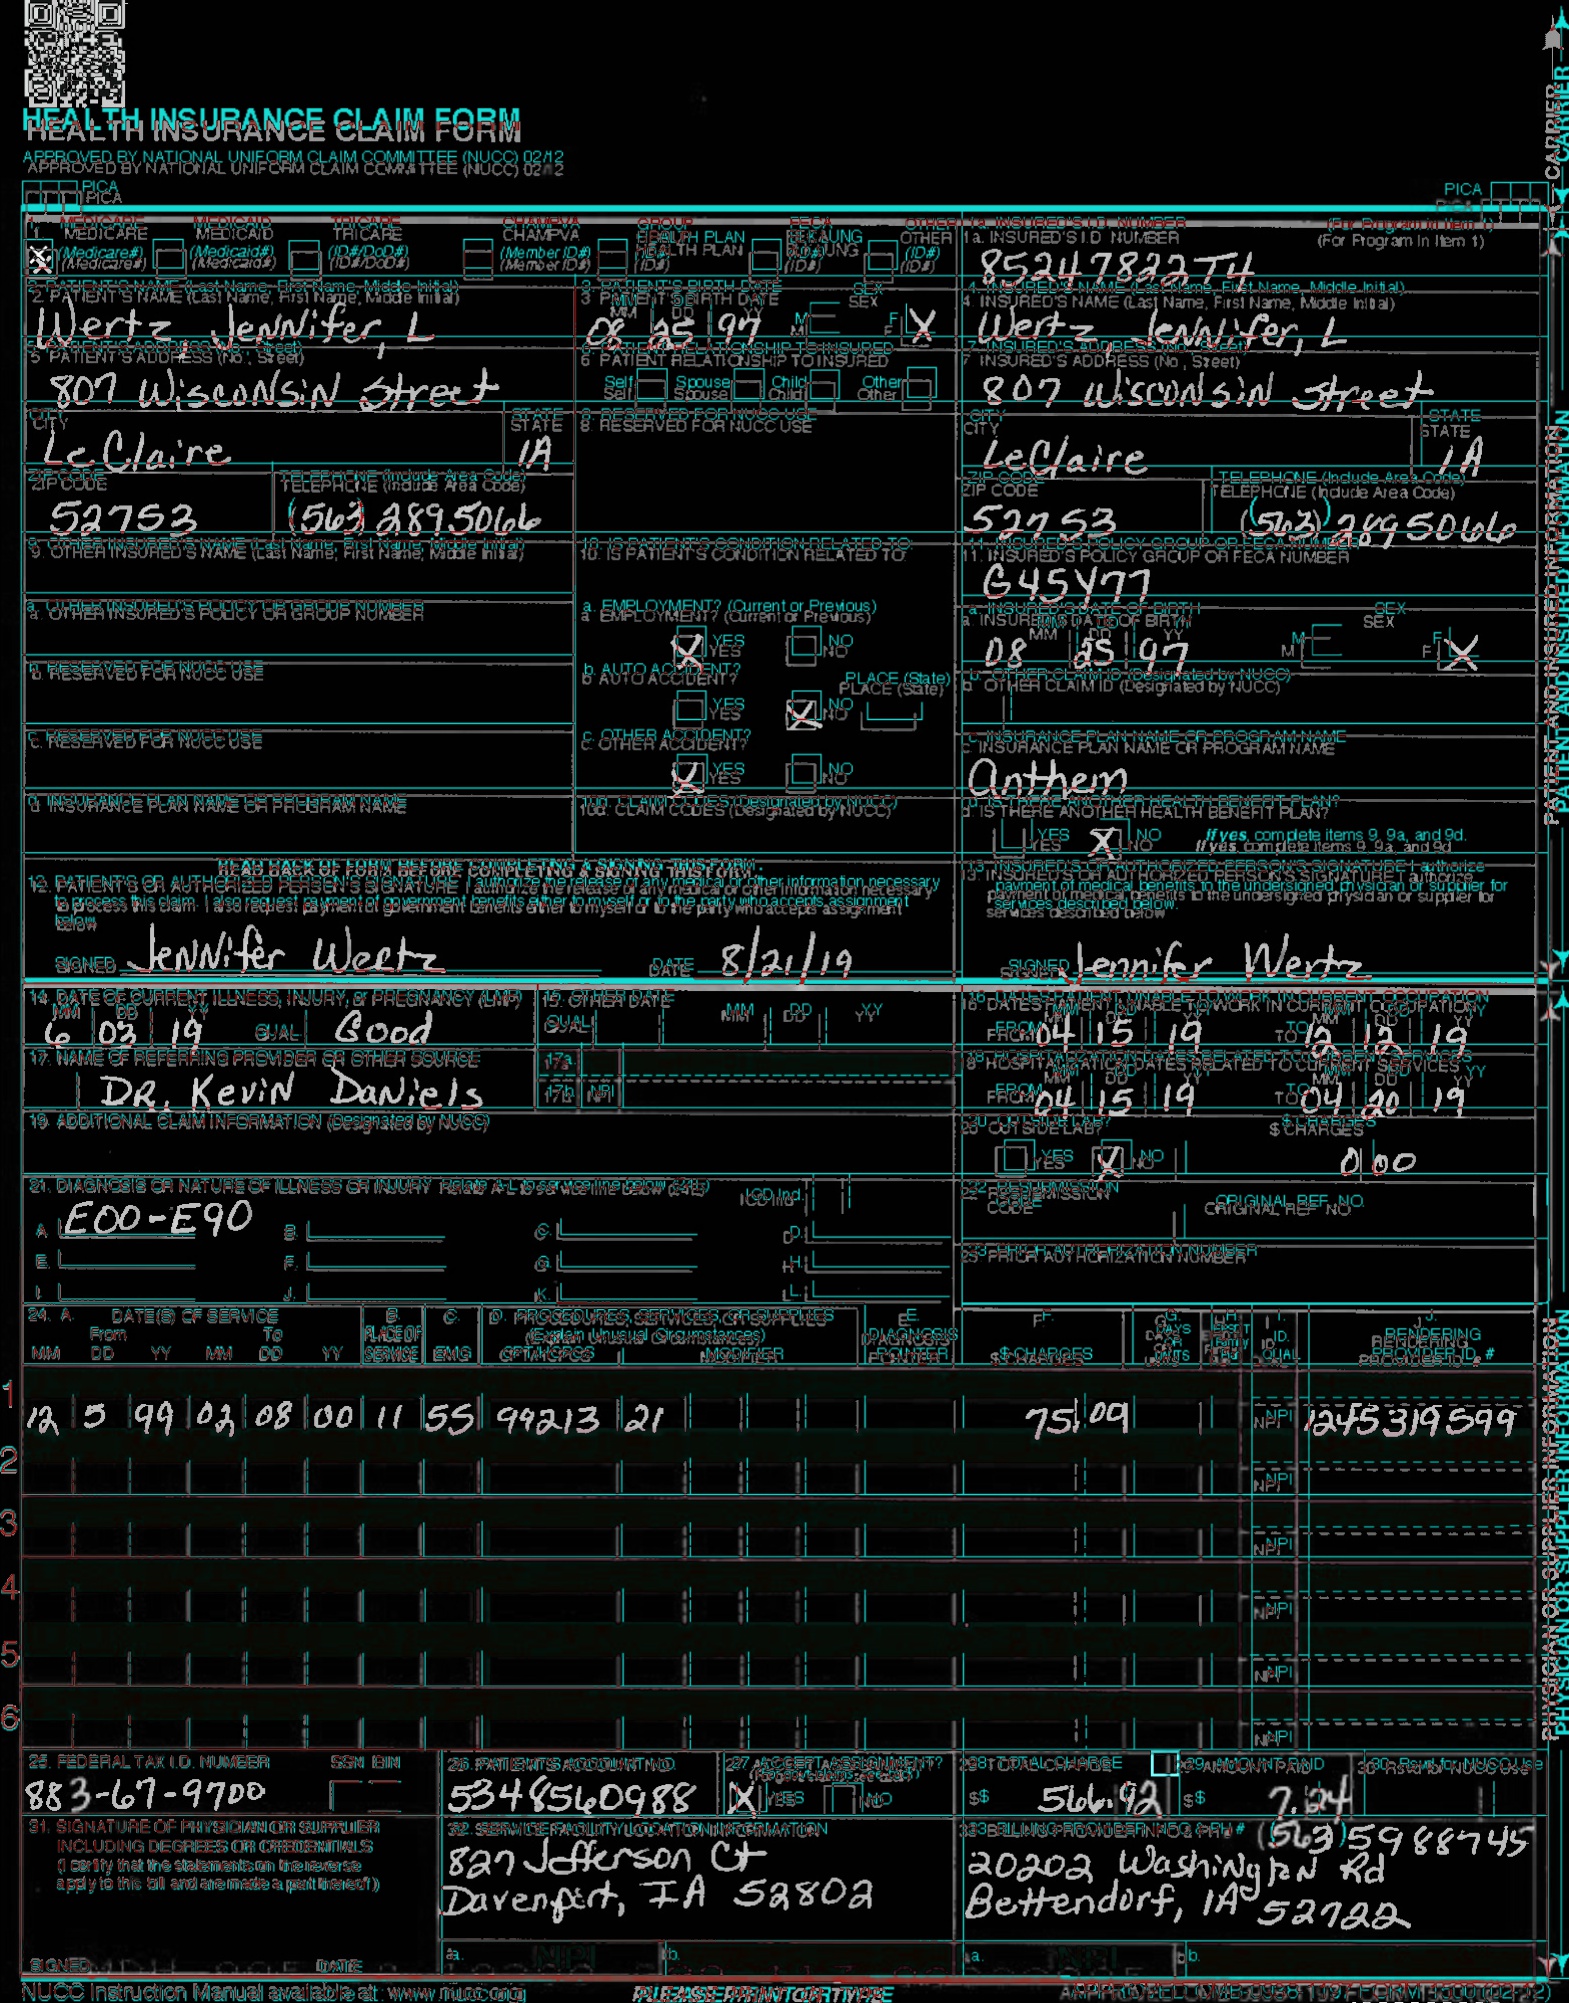 HEALTH INSURANCE CLAIM FORM
APPROVED BY NATIONAL UNIFORM CLAIM COMMITTEE (NUCC) 02/12
PICA PICA
CARRIER
1. MEDICARE MEDICAID TRICARE CHAMPVA GROUP HEALTH PLAN FECA BLK LUNG OTHER
(Medicare#) (Medicaid#) (ID#/DoD#) (Member ID#) (ID#) (ID#) (ID#)
1a. INSURED'S I.D. NUMBER (For Program in Item 1)
85247822T4
2. PATIENT'S NAME (Last Name, First Name, Middle Initial)
Wertz, Jennifer, L
3. PATIENT'S BIRTH DATE SEX
MM DD YY M F
08 25 97 X
4. INSURED'S NAME (Last Name, First Name, Middle Initial)
Wertz Jennifer, L
5. PATIENT'S ADDRESS (No., Street)
807 Wisconsin Street
6. PATIENT RELATIONSHIP TO INSURED
Self Spouse Child Other
7. INSURED'S ADDRESS (No., Street)
807 Wisconsin Street
CITY STATE
LeClaire IA
8. RESERVED FOR NUCC USE
CITY STATE
LeClaire IA
ZIP CODE TELEPHONE (Include Area Code)
52753 (563) 2895066
ZIP CODE TELEPHONE (Include Area Code)
52753 (563) 2895066
9. OTHER INSURED'S NAME (Last Name, First Name, Middle Initial)
10. IS PATIENT'S CONDITION RELATED TO:
11. INSURED'S POLICY GROUP OR FECA NUMBER
G45Y77
a. OTHER INSURED'S POLICY OR GROUP NUMBER
a. EMPLOYMENT? (Current or Previous)
X YES NO
a. INSURED'S DATE OF BIRTH SEX
MM DD YY M F
08 25 97 X
b. RESERVED FOR NUCC USE
b. AUTO ACCIDENT? PLACE (State)
YES X NO
b. OTHER CLAIM ID (Designated by NUCC)
c. RESERVED FOR NUCC USE
c. OTHER ACCIDENT?
X YES NO
c. INSURANCE PLAN NAME OR PROGRAM NAME
Anthem
d. INSURANCE PLAN NAME OR PROGRAM NAME
10d. CLAIM CODES (Designated by NUCC)
d. IS THERE ANOTHER HEALTH BENEFIT PLAN?
YES X NO If yes, complete items 9, 9a, and 9d.
READ BACK OF FORM BEFORE COMPLETING & SIGNING THIS FORM.
12. PATIENT'S OR AUTHORIZED PERSON'S SIGNATURE I authorize the release of any medical or other information necessary
to process this claim. I also request payment of government benefits either to myself or to the party who accepts assignment
below.
SIGNED Jennifer Wertz DATE 8/21/19
13. INSURED'S OR AUTHORIZED PERSON'S SIGNATURE I authorize
payment of medical benefits to the undersigned physician or supplier for
services described below.
SIGNED Jennifer Wertz
PATIENT AND INSURED INFORMATION
14. DATE OF CURRENT ILLNESS, INJURY, or PREGNANCY (LMP)
MM DD YY
6 03 19 QUAL. Good
15. OTHER DATE
QUAL. MM DD YY
16. DATES PATIENT UNABLE TO WORK IN CURRENT OCCUPATION
MM DD YY MM DD YY
FROM 04 15 19 TO 12 12 19
17. NAME OF REFERRING PROVIDER OR OTHER SOURCE
DR. Kevin Daniels
17a.
17b. NPI
18. HOSPITALIZATION DATES RELATED TO CURRENT SERVICES
MM DD YY MM DD YY
FROM 04 15 19 TO 04 20 19
19. ADDITIONAL CLAIM INFORMATION (Designated by NUCC)
20. OUTSIDE LAB? $ CHARGES
YES X NO 0 00
21. DIAGNOSIS OR NATURE OF ILLNESS OR INJURY Relate A-L to service line below (24E) ICD Ind.
A. E00-E90 B. C. D.
E. F. G. H.
I. J. K. L.
22. RESUBMISSION CODE ORIGINAL REF. NO.
23. PRIOR AUTHORIZATION NUMBER
24. A. DATE(S) OF SERVICE B. C. D. PROCEDURES, SERVICES, OR SUPPLIES E. F. G. H. I. J.
From To PLACE OF (Explain Unusual Circumstances) DIAGNOSIS DAYS OR UNITS ID. RENDERING
MM DD YY MM DD YY SERVICE EMG CPT/HCPCS MODIFIER POINTER $ CHARGES QUAL. PROVIDER ID. #
1 12 5 99 02 08 00 11 55 99213 21 75 09 NPI 1245319599
2 NPI
3 NPI
4 NPI
5 NPI
6 NPI
PHYSICIAN OR SUPPLIER INFORMATION
25. FEDERAL TAX I.D. NUMBER SSN EIN
883-67-9700
26. PATIENT'S ACCOUNT NO.
5348560988
27. ACCEPT ASSIGNMENT?
X YES NO
28. TOTAL CHARGE
$ 566.92
29. AMOUNT PAID
$
30. Rsvd for NUCC Use
31. SIGNATURE OF PHYSICIAN OR SUPPLIER
INCLUDING DEGREES OR CREDENTIALS
(I certify that the statements on the reverse
apply to this bill and are made a part thereof.)
SIGNED DATE
32. SERVICE FACILITY LOCATION INFORMATION
827 Jefferson Ct
Davenport, IA 52802
a. b.
33. BILLING PROVIDER INFO & PH # (563) 5988745
20202 Washington Rd
Bettendorf, IA 52722
a. b.
NUCC Instruction Manual available at: www.nucc.org
PLEASE PRINT OR TYPE